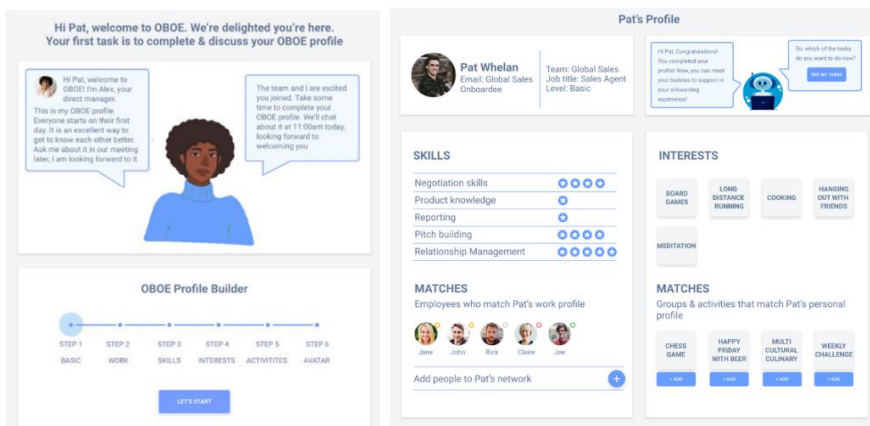 Hi Pat, welcome to OBOE. We're delighted you're here.
Your first task is to complete & discuss your OBOE profile
Hi Pat, welcome to
OBOE! I'm Alex, your
direct manager.
This is my OBOE profile.
Everyone starts on their first
day. It is an excellent way to
get to know each other better.
Ask me about it in our meeting
later, I am looking forward to it
The team and I are excited
you joined. Take some
time to complete your
OBOE profile. We'll chat
about it at 11:00am today,
looking forward to
welcoming you
OBOE Profile Builder
STEP 1
STEP 2
STEP 3
STEP 4
STEP 5
STEP 6
BASIC
WORK
SKILLS
INTERESTS
ACTIVITITES
AVATAR
LET'S START
Pat's Profile
Pat Whelan
Email: Global Sales
Onboardee
Team: Global Sales
Job title: Sales Agent
Level: Basic
Hi Pat, Congratulations!
You completed your
profile! Now, you can meet
your buddies to support in
your onboarding
experience!
So, which of the tasks
do you want to do now?
SEE MY TASKS
SKILLS
Negotiation skills
Product knowledge
Reporting
Pitch building
Relationship Management
MATCHES
Employees who match Pat's work profile
Jane
John
Rick
Claire
Joe
Add people to Pat's network
+
INTERESTS
BOARD
GAMES
LONG
DISTANCE
RUNNING
COOKING
HANGING
OUT WITH
FRIENDS
MEDITATION
MATCHES
Groups & activities that match Pat's personal
profile
CHESS
GAME
HAPPY
FRIDAY
WITH BEER
MULTI
CULTURAL
CULINARY
WEEKLY
CHALLENGE
+ ADD
+ ADD
+ ADD
+ ADD